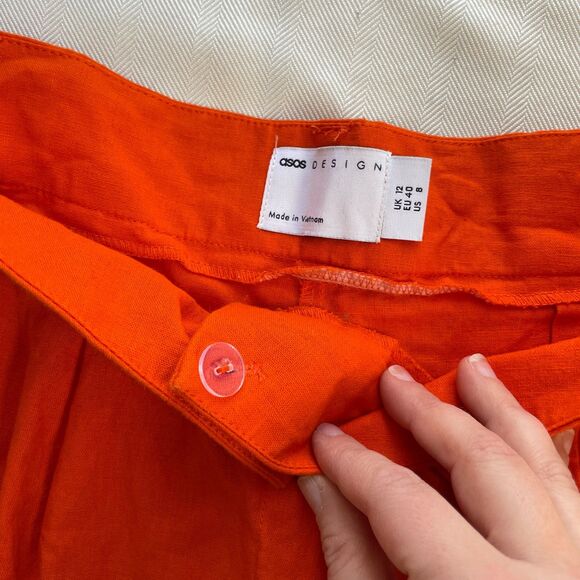 asos DESIGN
Made in Vietnam
UK 12
EU 40
US 8